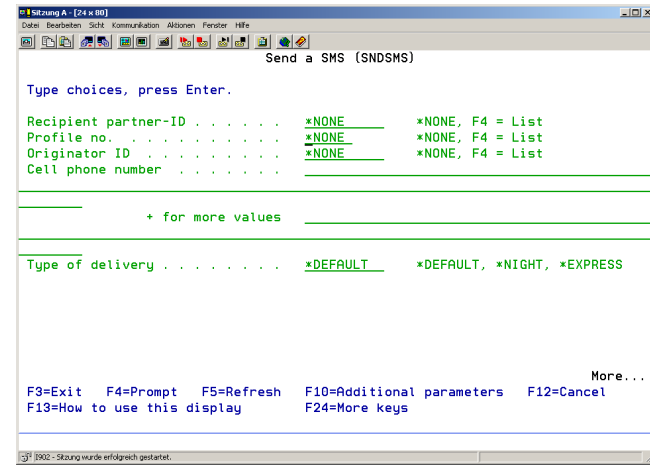 Sitzung A - [24 x 80]
Datei Bearbeiten Sicht Kommunikation Aktionen Fenster Hilfe
Send a SMS (SNDSMS)
Type choices, press Enter.
Recipient partner-ID . . . . . . *NONE *NONE, F4 = List
Profile no. . . . . . . . . . . *NONE *NONE, F4 = List
Originator ID . . . . . . . . . *NONE *NONE, F4 = List
Cell phone number . . . . . . .
+ for more values
Type of delivery . . . . . . . . *DEFAULT *DEFAULT, *NIGHT, *EXPRESS
More...
F3=Exit F4=Prompt F5=Refresh F10=Additional parameters F12=Cancel
F13=How to use this display F24=More keys
I902 - Sitzung wurde erfolgreich gestartet.